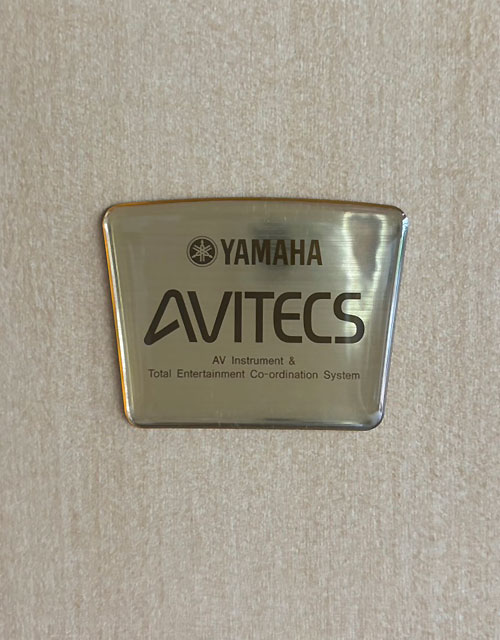 YAMAHA
AVITECS
AV Instrument &
Total Entertainment Co-ordination System